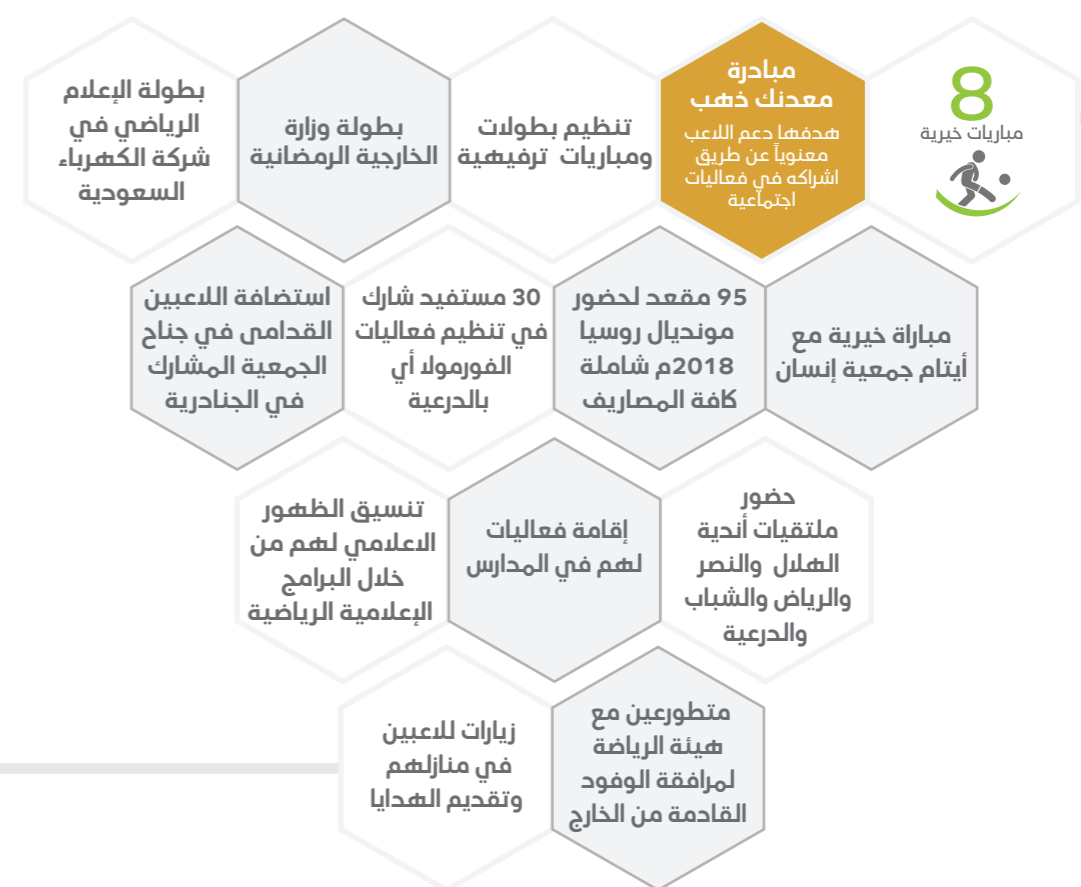 8
مباريات خيرية
مبادرة
معدنك ذهب
هدفها دعم اللاعب
معنوياً عن طريق
اشراكه في فعاليات
اجتماعية
تنظيم بطولات
ومباريات ترفيهية
بطولة وزارة
الخارجية الرمضانية
بطولة الإعلام
الرياضي في
شركة الكهرباء
السعودية
مباراة خيرية مع
أيتام جمعية إنسان
95 مقعد لحضور
مونديال روسيا
2018م شاملة
كافة المصاريف
30 مستفيد شارك
في تنظيم فعاليات
الفورمولا أي
بالدرعية
استضافة اللاعبين
القدامى في جناح
الجمعية المشارك
في الجنادرية
حضور
ملتقيات أندية
الهلال والنصر
والرياض والشباب
والدرعية
إقامة فعاليات
لهم في المدارس
تنسيق الظهور
الاعلامي لهم من
خلال البرامج
الإعلامية الرياضية
متطورعين مع
هيئة الرياضة
لمرافقة الوفود
القادمة من الخارج
زيارات للاعبين
في منازلهم
وتقديم الهدايا